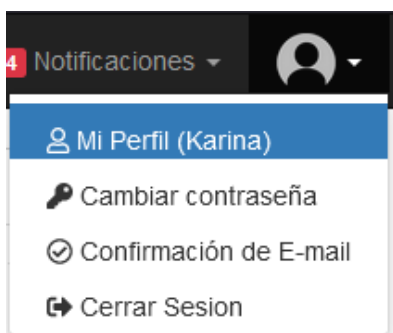 4 Notificaciones
Mi Perfil (Karina)
Cambiar contraseña
Confirmación de E-mail
Cerrar Sesion